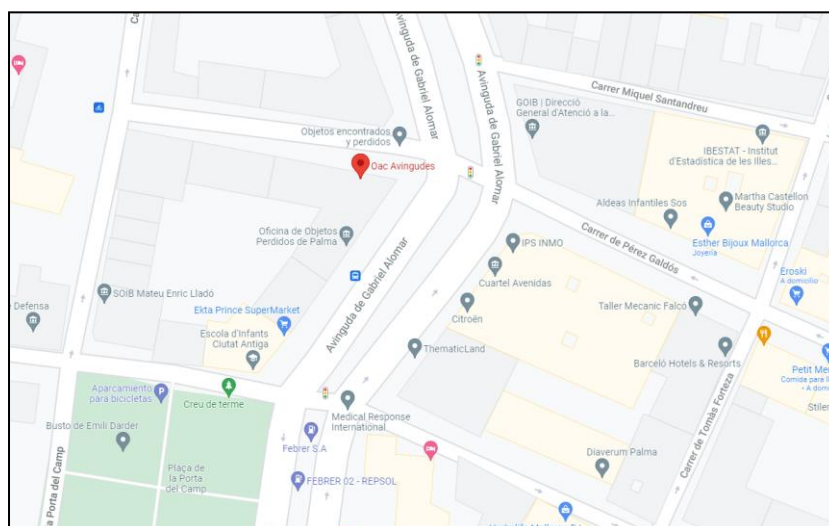 Ca
Avinguda de Gabriel Alomar
Avinguda de Gabriel Alomar
Carrer Miquel Santandreu
GOIB | Direcció
General d'Atenció a la...
Objetos encontrados
y perdidos
IBESTAT - Institut
d'Estadística de les Illes...
Oac Avingudes
Martha Castellon
Beauty Studio
Aldeas Infantiles Sos
Oficina de Objetos
Perdidos de Palma
IPS INMO
Carrer de Pérez Galdós
Esther Bijoux Mallorca
Joyería
Eroski
A domicilio
Cuartel Avenidas
SOIB Mateu Enric Lladó
e Defensa
Ekta Prince SuperMarket
Avinguda de Gabriel Alomar
Citroën
Taller Mecanic Falcó
Escola d'Infants
Ciutat Antiga
ThematicLand
Barceló Hotels & Resorts
Petit Mer
Comida para ll
- A domi
Aparcamiento
para bicicletas
P
Creu de terme
Medical Response
International
Stiler
Busto de Emili Darder
Febrer S.A
Carrer de Tomàs Forteza
Plaça de
la Porta
del Camp
Diaverum Palma
FEBRER 02 - REPSOL
a Porta del Camp